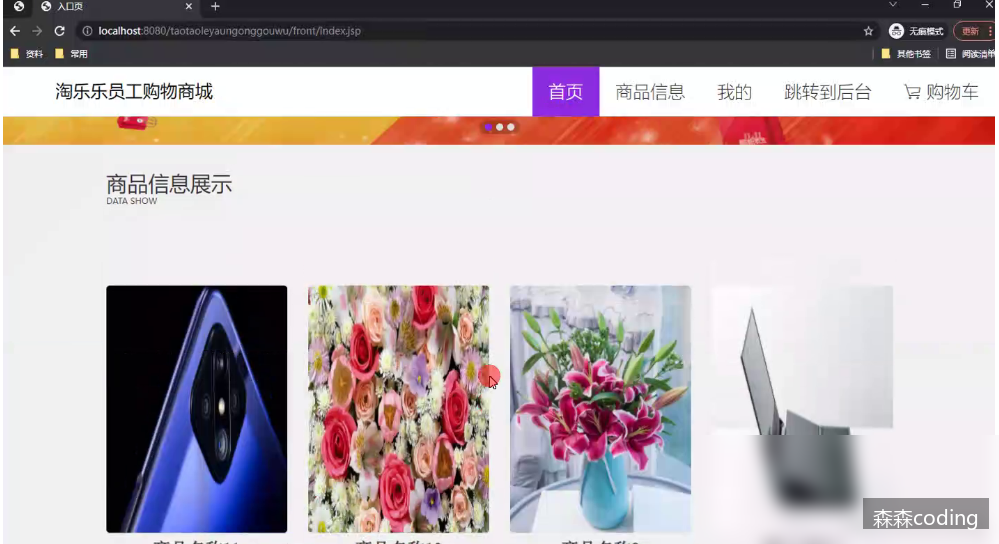 入口页
localhost:8080/taotaoleyaungonggouwu/front/index.jsp
无痕模式
更新
资料
常用
其他书签
阅读清单
淘乐乐员工购物商城
首页
商品信息
我的
跳转到后台
购物车
商品信息展示
DATA SHOW
森森coding